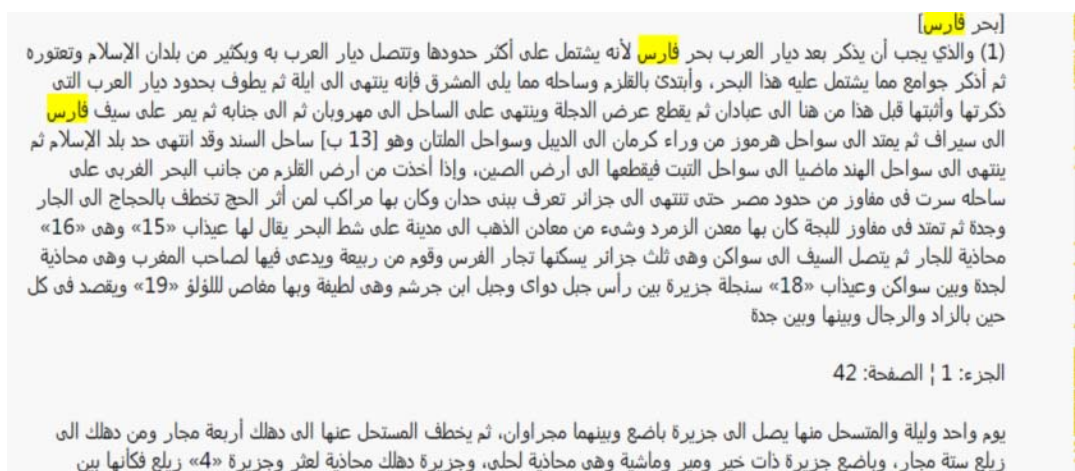 [بحر فأرس]
(1) والذي يجب أن يذكر بعد ديار العرب بحر فأرس لأنه يشتمل على أكثر حدودها وتتصل ديار العرب به وبكثير من بلدان الإسلام وتعتوره
ثم أذكر جوامع مما يشتمل عليه هذا البحر، وأبتدئ بالقلزم وساحله مما يلى المشرق فإنه ينتهى الى ايلة ثم يطوف بحدود ديار العرب التى
ذكرتها وأثبتها قبل هذا من هنا الى عبادان ثم يقطع عرض الدجلة وينتهى على الساحل الى مهروبان ثم الى جنابه ثم يمر على سيف فأرس
الى سيراف ثم يمتد الى سواحل هرموز من وراء كرمان الى الديبل وسواحل الملتان وهو [13 ب] ساحل السند وقد انتهى حد بلد الإسلام ثم
ينتهى الى سواحل الهند ماضيا الى سواحل التبت فيقطعها الى أرض الصين، وإذا أخذت من أرض القلزم من جانب البحر الغربى على
ساحله سرت فى مفاوز من حدود مصر حتى تنتهى الى جزائر تعرف ببنى حدان وكان بها مراكب لمن أثر الحج تخطف بالحجاج الى الجار
وجدة ثم تمتد فى مفاوز للبجة كان بها معدن الزمرد وشىء من معادن الذهب الى مدينة على شط البحر يقال لها عيذاب «15» وهى «16»
محاذية للجار ثم يتصل السيف الى سواكن وهى ثلث جزائر يسكنها تجار الفرس وقوم من ربيعة ويدعى فيها لصاحب المغرب وهى محاذية
لجدة وبين سواكن وعيذاب «18» سنجلة جزيرة بين رأس جبل دواى وجبل ابن جرشم وهى لطيفة وبها مغاص لللؤلؤ «19» ويقصد فى كل
حين بالزاد والرجال وبينها وبين جدة
الجزء: 1 ¦ الصفحة: 42
يوم واحد وليلة والمتسحل منها يصل الى جزيرة باضع وبينهما مجراوان، ثم يخطف المستحل عنها الى دهلك أربعة مجار ومن دهلك الى
زيلع ستة مجار، وباضع جزيرة ذات خير ومير وماشية وهى محاذية لحلى، وجزيرة دهلك محاذية لعثر وجزيرة «4» زيلع فكأنها بين